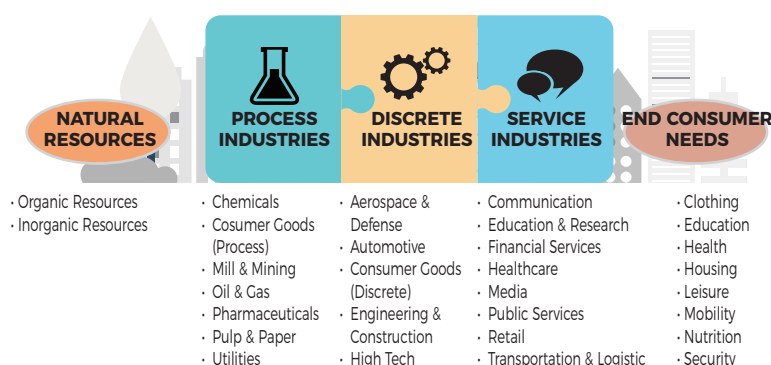 NATURAL
RESOURCES
PROCESS
INDUSTRIES
DISCRETE
INDUSTRIES
SERVICE
INDUSTRIES
END CONSUMER
NEEDS
· Organic Resources
· Inorganic Resources
· Chemicals
· Cosumer Goods
(Process)
· Mill & Mining
· Oil & Gas
· Pharmaceuticals
· Pulp & Paper
· Utilities
· Aerospace &
Defense
· Automotive
· Consumer Goods
(Discrete)
· Engineering &
Construction
· High Tech
· Communication
· Education & Research
· Financial Services
· Healthcare
· Media
· Public Services
· Retail
· Transportation & Logistic
· Clothing
· Education
· Health
· Housing
· Leisure
· Mobility
· Nutrition
· Security